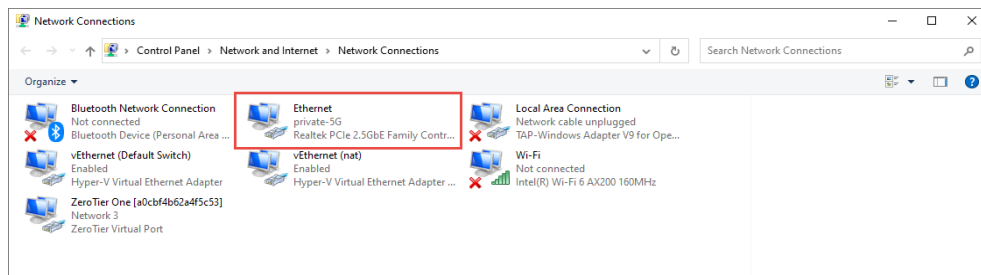 Network Connections
Control Panel > Network and Internet > Network Connections
Search Network Connections
Organize
Bluetooth Network Connection
Not connected
Bluetooth Device (Personal Area ...
Ethernet
private-5G
Realtek PCIe 2.5GbE Family Contr...
Local Area Connection
Network cable unplugged
TAP-Windows Adapter V9 for Ope...
vEthernet (Default Switch)
Enabled
Hyper-V Virtual Ethernet Adapter
vEthernet (nat)
Enabled
Hyper-V Virtual Ethernet Adapter ...
Wi-Fi
Not connected
Intel(R) Wi-Fi 6 AX200 160MHz
ZeroTier One [a0cbf4b62a4f5c53]
Network 3
ZeroTier Virtual Port